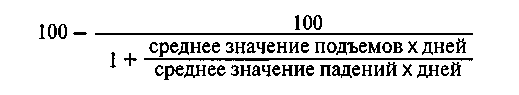 100
100 –
1 +
среднее значение подъемов x дней
среднее значение падений x дней